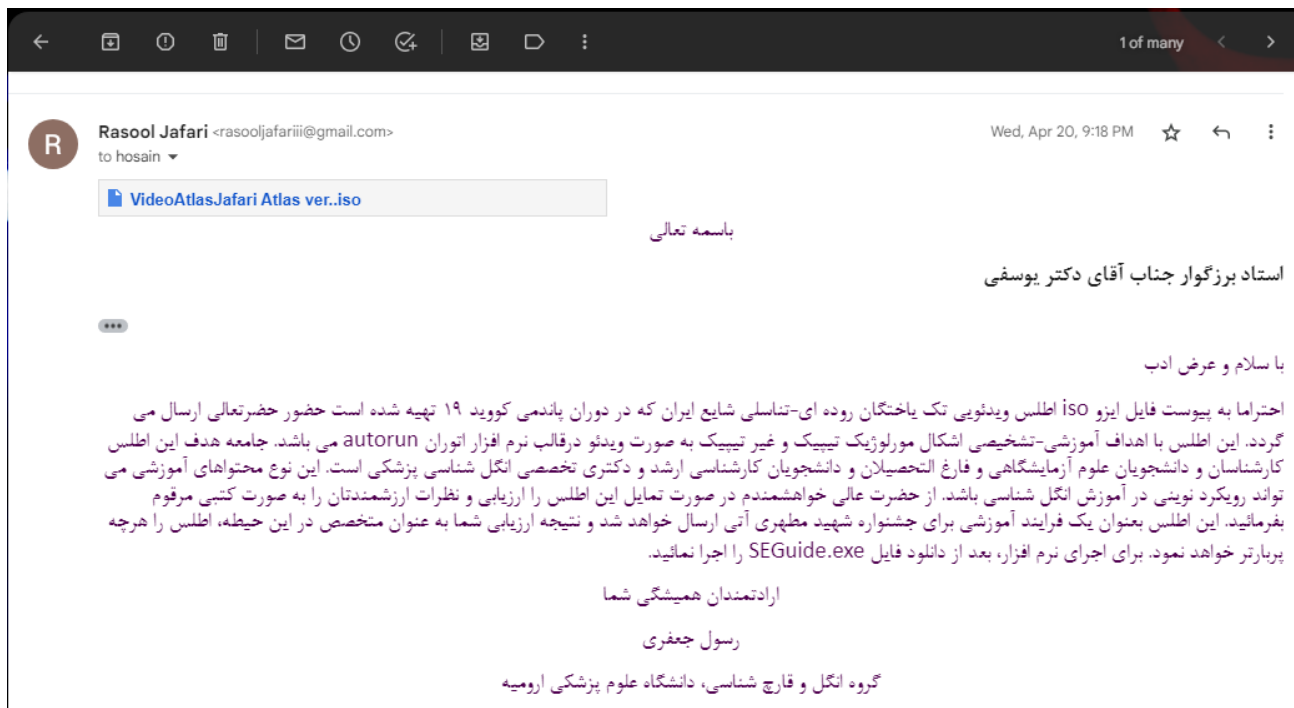 1 of many
Rasool Jafari <rasooljafariii@gmail.com>
Wed, Apr 20, 9:18 PM
R
to hosain
VideoAtlasJafari Atlas ver..iso
باسمه تعالی
استاد برزگوار جناب آقای دکتر یوسفی
با سلام و عرض ادب
احتراما به پیوست فایل ایزو iso اطلس ویدئویی تک یاختگان روده ای-تناسلی شایع ایران که در دوران پاندمی کووید ۱۹ تهیه شده است حضور حضرتعالی ارسال می
گردد. این اطلس با اهداف آموزشی-تشخیصی اشکال مورلوژیک تیپیک و غیر تیپیک به صورت ویدئو درقالب نرم افزار اتوران autorun می باشد. جامعه هدف این اطلس
کارشناسان و دانشجویان علوم آزمایشگاهی و فارغ التحصیلان و دانشجویان کارشناسی ارشد و دکتری تخصصی انگل شناسی پزشکی است. این نوع محتواهای آموزشی می
تواند رویکرد نوینی در آموزش انگل شناسی باشد. از حضرت عالی خواهشمندم در صورت تمایل این اطلس را ارزیابی و نظرات ارزشمندتان را به صورت کتبی مرقوم
بفرمائید. این اطلس بعنوان یک فرایند آموزشی برای جشنواره شهید مطهری آتی ارسال خواهد شد و نتیجه ارزیابی شما به عنوان متخصص در این حیطه، اطلس را هرچه
پربارتر خواهد نمود. برای اجرای نرم افزار، بعد از دانلود فایل SEGuide.exe را اجرا نمائید.
ارادتمندان همیشگی شما
رسول جعفری
گروه انگل و قارچ شناسی، دانشگاه علوم پزشکی ارومیه